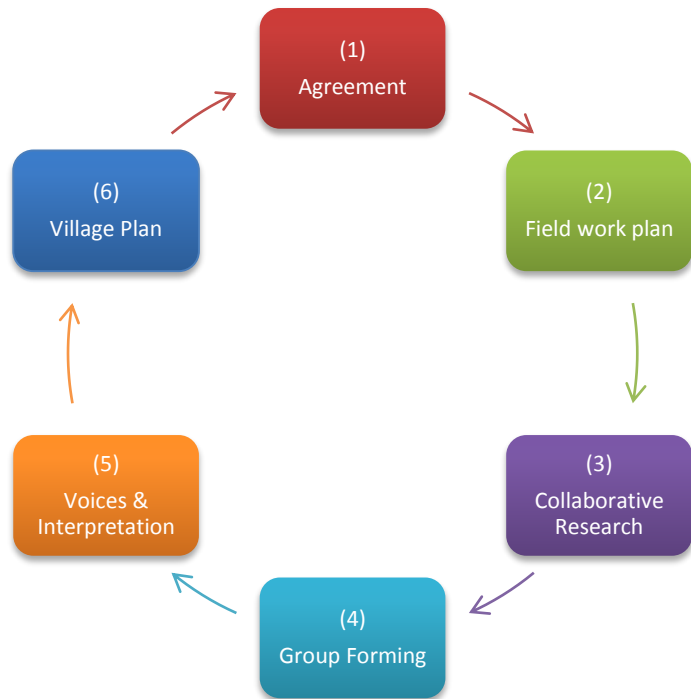 (1)
Agreement
(2)
Field work plan
(3)
Collaborative
Research
(4)
Group Forming
(5)
Voices &
Interpretation
(6)
Village Plan